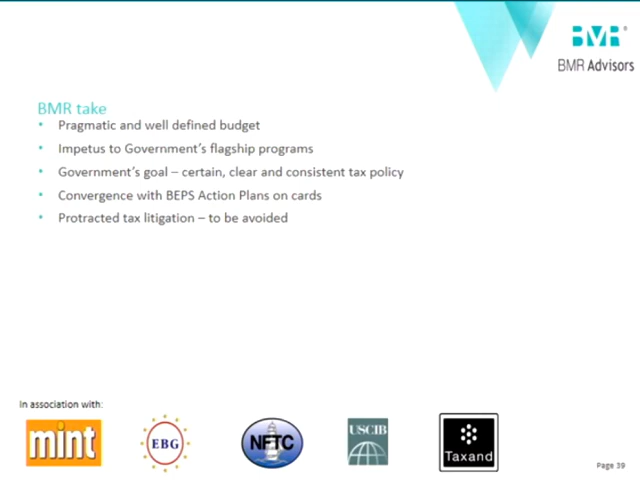 BMR
BMR Advisors
BMR take
• Pragmatic and well defined budget
• Impetus to Government's flagship programs
• Government's goal – certain, clear and consistent tax policy
• Convergence with BEPS Action Plans on cards
• Protracted tax litigation – to be avoided
In association with:
mint
EBG
NFTC
USCIB
Taxand
Page 39